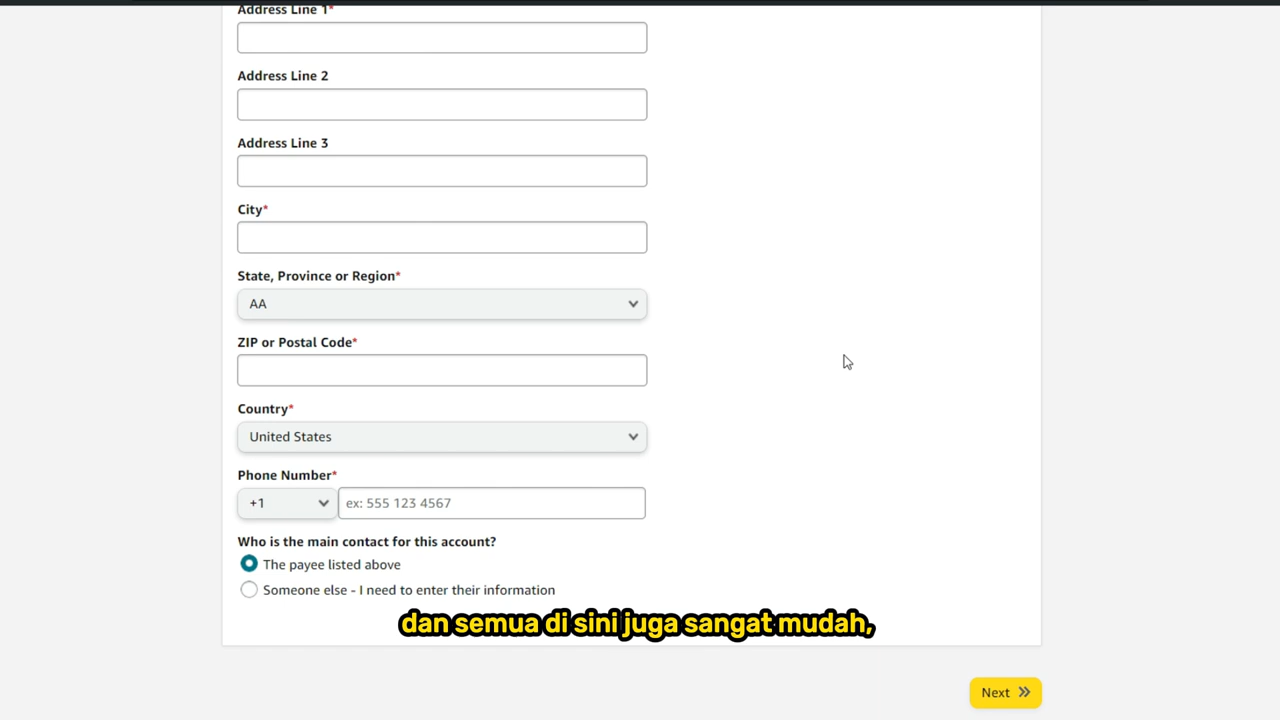 Address Line 1*
Address Line 2
Address Line 3
City*
State, Province or Region*
AA
ZIP or Postal Code*
Country*
United States
Phone Number*
+1 ex: 555 123 4567
Who is the main contact for this account?
The payee listed above
Someone else - I need to enter their information
dan semua di sini juga sangat mudah,
Next